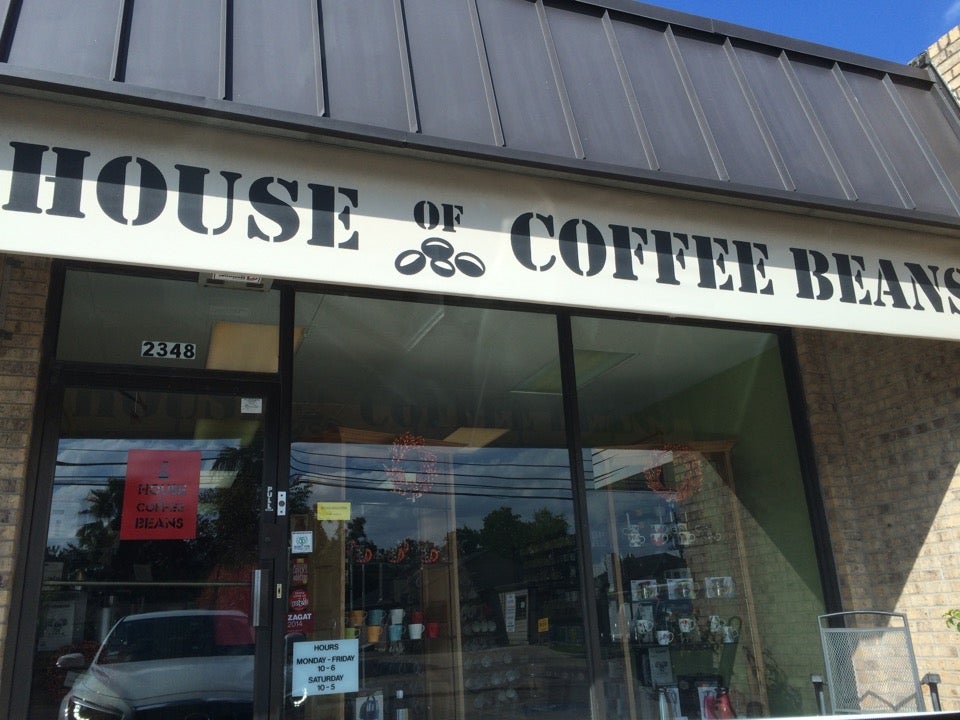 HOUSE OF COFFEE BEANS
2348
HOUSE
COFFEE
BEANS
PULL
ZAGAT
2014
HOURS
MONDAY - FRIDAY
10 - 6
SATURDAY
10 - 5